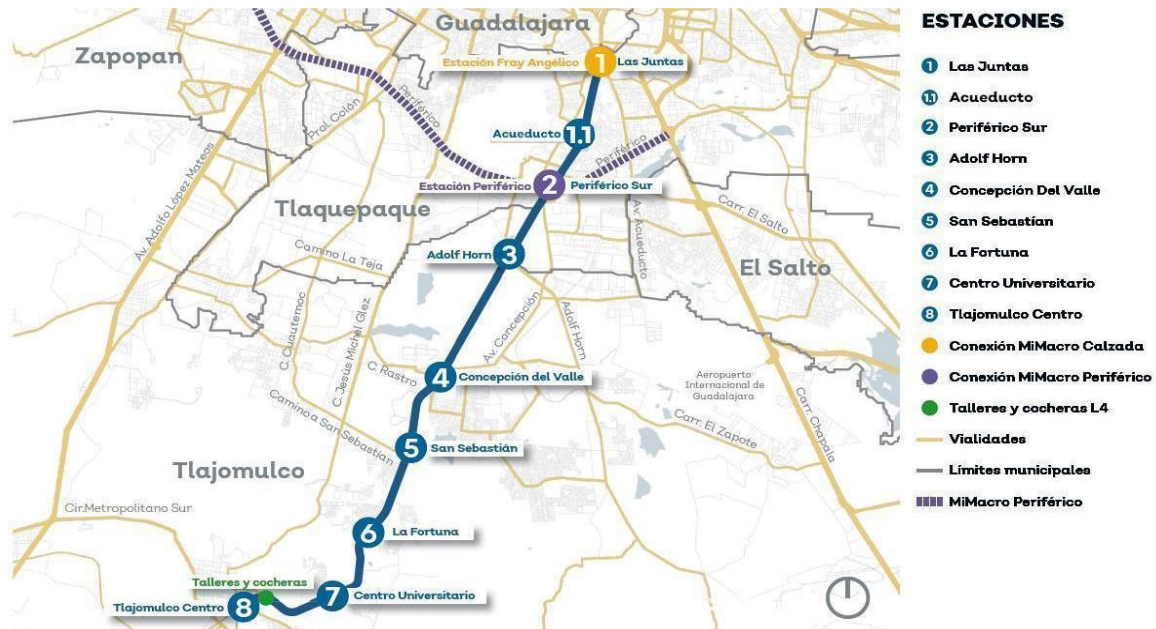 Guadalajara
Zapopan
Estación Fray Angélico
1
Las Juntas
Periférico
Prol. Colón
Acueducto
1.1
Periférico
Av. Adolfo López Mateos
Estación Periférico
2
Periférico Sur
Tlaquepaque
Carr. El Salto
Av. Acueducto
Camino La Teja
Adolf Horn
3
El Salto
C. Cuautemoc
C. Jesús Michel Glez
Av. Concepción
Adolf Horn
C. Rastro
4
Concepción del Valle
Aeropuerto
Internacional de
Guadalajara
Camino a San Sebastián
Carr. El Zapote
Carr. Chapala
5
San Sebastián
Tlajomulco
Cir.Metropolitano Sur
6
La Fortuna
Talleres y cocheras
7
Centro Universitario
Tlajomulco Centro
8
ESTACIONES
1 Las Juntas
1.1 Acueducto
2 Periférico Sur
3 Adolf Horn
4 Concepción Del Valle
5 San Sebastían
6 La Fortuna
7 Centro Universitario
8 Tlajomulco Centro
Conexión MiMacro Calzada
Conexión MiMacro Periférico
Talleres y cocheras L4
Vialidades
Límites municipales
MiMacro Periférico